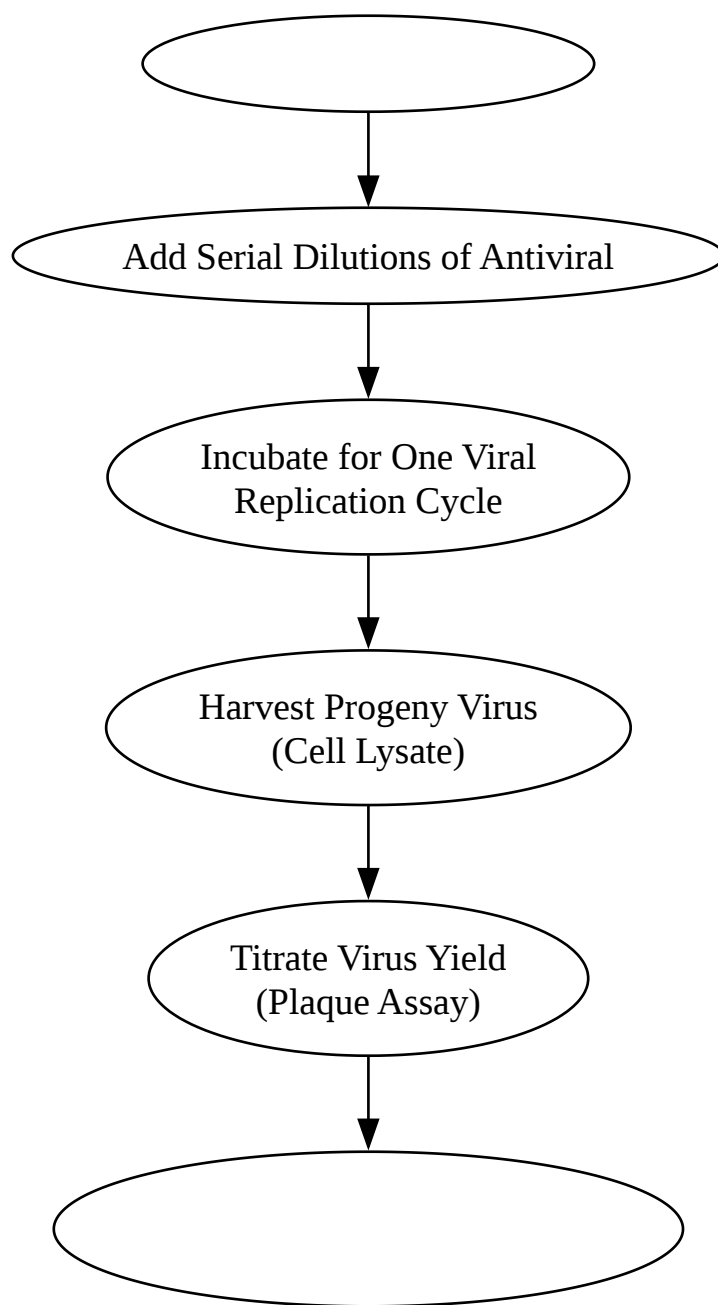 Add Serial Dilutions of Antiviral
Incubate for One Viral
Replication Cycle
Harvest Progeny Virus
(Cell Lysate)
Titrate Virus Yield
(Plaque Assay)